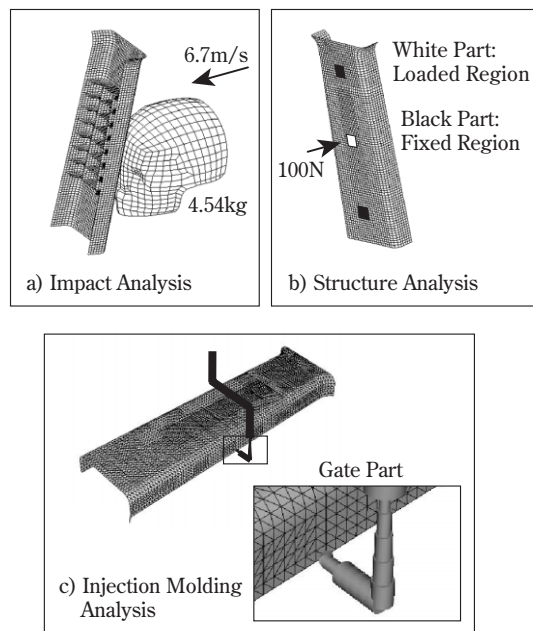 6.7m/s
4.54kg
a) Impact Analysis
White Part:
Loaded Region
Black Part:
Fixed Region
100N
b) Structure Analysis
Gate Part
c) Injection Molding
Analysis